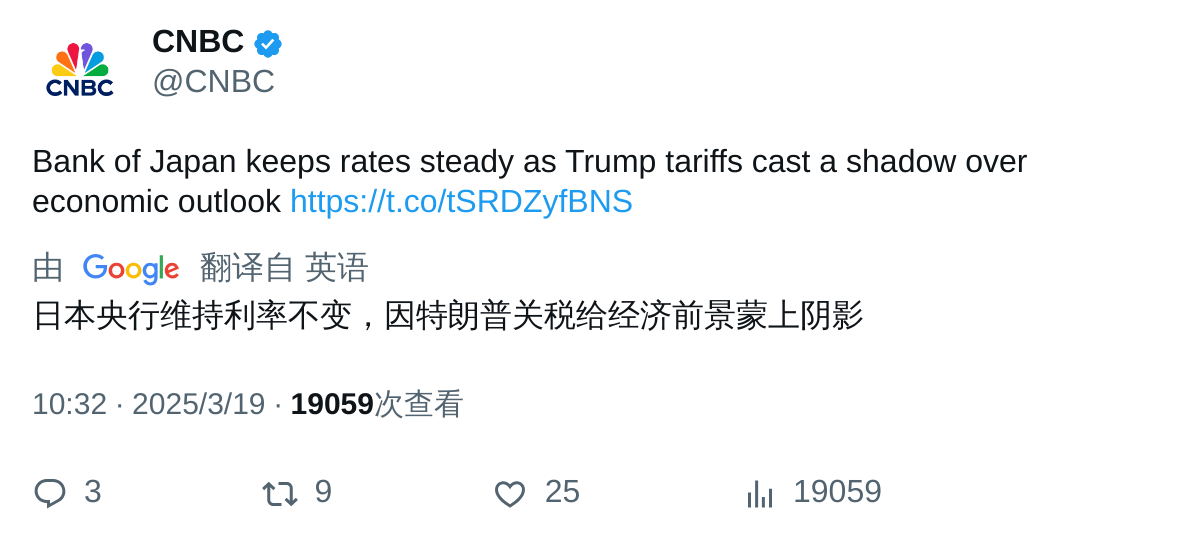 CNBC
CNBC
@CNBC
Bank of Japan keeps rates steady as Trump tariffs cast a shadow over
economic outlook https://t.co/tSRDZyfBNS
由 Google 翻译自 英语
日本央行维持利率不变，因特朗普关税给经济前景蒙上阴影
10:32 · 2025/3/19 · 19059次查看
3 9 25 19059